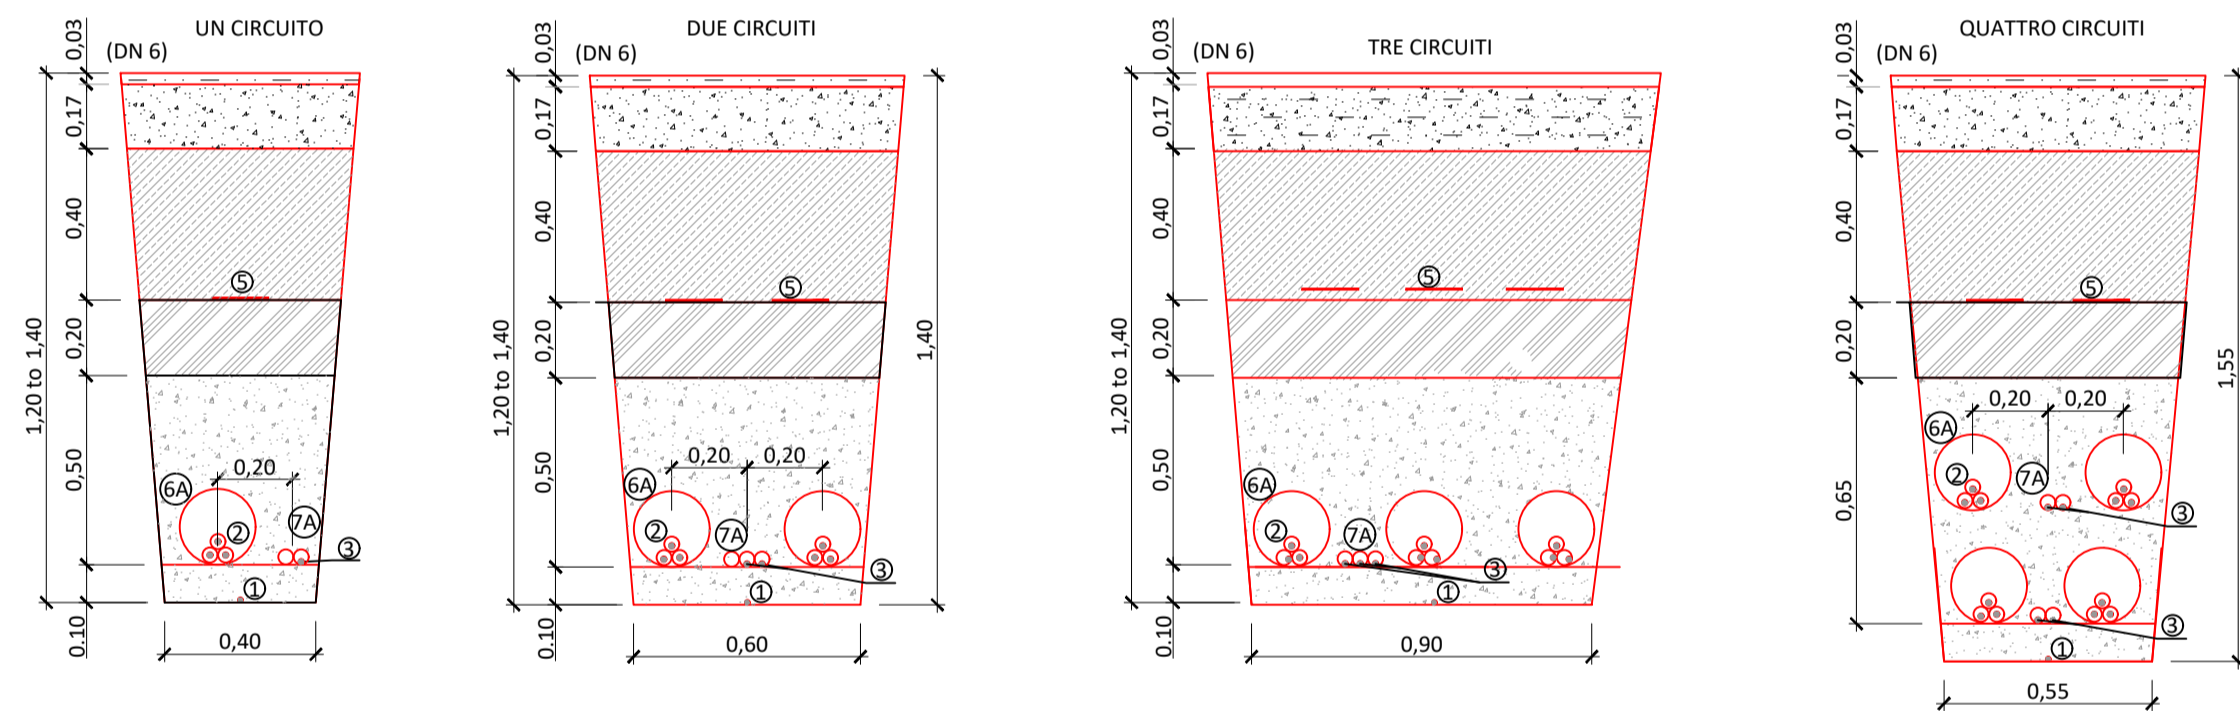 UN CIRCUITO
(DN 6)
0,03
0,17
0,40
0,20
0,50
0.10
1,20 to 1,40
5
6A
0,20
2
7A
3
1
0,40
DUE CIRCUITI
(DN 6)
0,03
0,17
0,40
0,20
0,50
0.10
1,20 to 1,40
1,40
5
0,20 0,20
6A
2
7A
3
1
0,60
TRE CIRCUITI
(DN 6)
0,03
0,17
0,40
0,20
0,50
0.10
1,20 to 1,40
5
6A
2
7A
3
1
0,90
QUATTRO CIRCUITI
(DN 6)
0,03
0,17
0,40
0,20
0,65
1,55
5
0,20 0,20
6A
2
7A
3
3
1
0,55